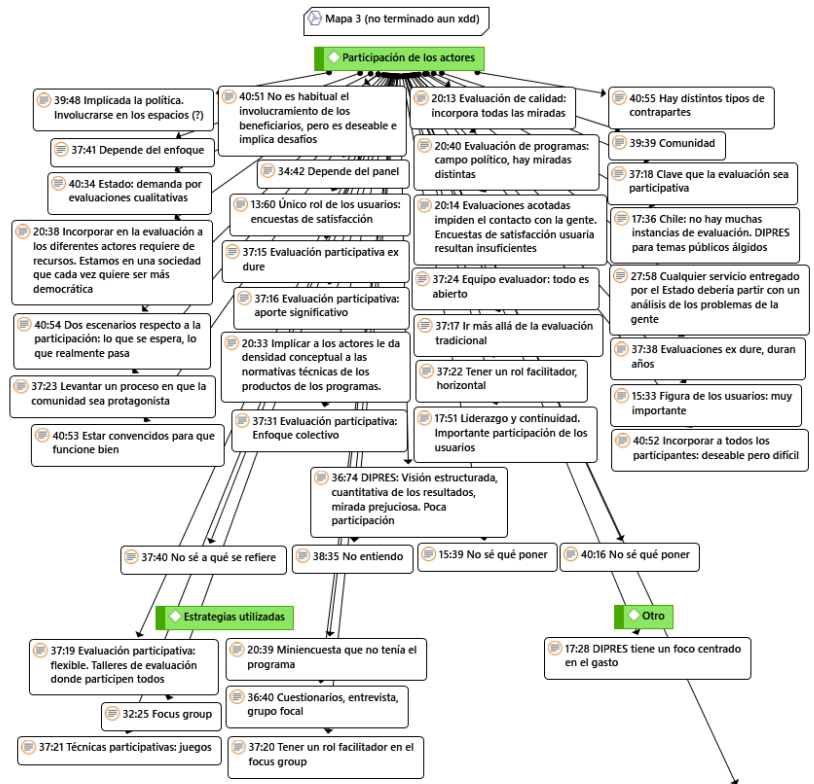 Mapa 3 (no terminado aun xdd)
Participación de los actores
39:48 Implicada la política.
Involucrarse en los espacios (?)
37:41 Depende del enfoque
40:34 Estado: demanda por
evaluaciones cualitativas
20:38 Incorporar en la evaluación a
los diferentes actores requiere de
recursos. Estamos en una sociedad
que cada vez quiere ser más
democrática
40:54 Dos escenarios respecto a la
participación: lo que se espera, lo
que realmente pasa
37:23 Levantar un proceso en que la
comunidad sea protagonista
40:53 Estar convencidos para que
funcione bien
40:51 No es habitual el
involucramiento de los
beneficiarios, pero es deseable e
implica desafíos
34:42 Depende del panel
13:60 Único rol de los usuarios:
encuestas de satisfacción
37:15 Evaluación participativa ex
dure
37:16 Evaluación participativa:
aporte significativo
20:33 Implicar a los actores le da
densidad conceptual a las
normativas técnicas de los
productos de los programas.
37:31 Evaluación participativa:
Enfoque colectivo
20:13 Evaluación de calidad:
incorpora todas las miradas
20:40 Evaluación de programas:
campo político, hay miradas
distintas
20:14 Evaluaciones acotadas
impiden el contacto con la gente.
Encuestas de satisfacción usuaria
resultan insuficientes
37:24 Equipo evaluador: todo es
abierto
37:17 Ir más allá de la evaluación
tradicional
37:22 Tener un rol facilitador,
horizontal
17:51 Liderazgo y continuidad.
Importante participación de los
usuarios
40:55 Hay distintos tipos de
contrapartes
39:39 Comunidad
37:18 Clave que la evaluación sea
participativa
17:36 Chile: no hay muchas
instancias de evaluación. DIPRES
para temas públicos álgidos
27:58 Cualquier servicio entregado
por el Estado debería partir con un
análisis de los problemas de la
gente
37:38 Evaluaciones ex dure, duran
años
15:33 Figura de los usuarios: muy
importante
40:52 Incorporar a todos los
participantes: deseable pero difícil
36:74 DIPRES: Visión estructurada,
cuantitativa de los resultados,
mirada prejuciosa. Poca
participación
37:40 No sé a qué se refiere
38:35 No entiendo
15:39 No sé qué poner
40:16 No sé qué poner
Estrategias utilizadas
37:19 Evaluación participativa:
flexible. Talleres de evaluación
donde participen todos
32:25 Focus group
37:21 Técnicas participativas: juegos
20:39 Miniencuesta que no tenía el
programa
36:40 Cuestionarios, entrevista,
grupo focal
37:20 Tener un rol facilitador en el
focus group
Otro
17:28 DIPRES tiene un foco centrado
en el gasto